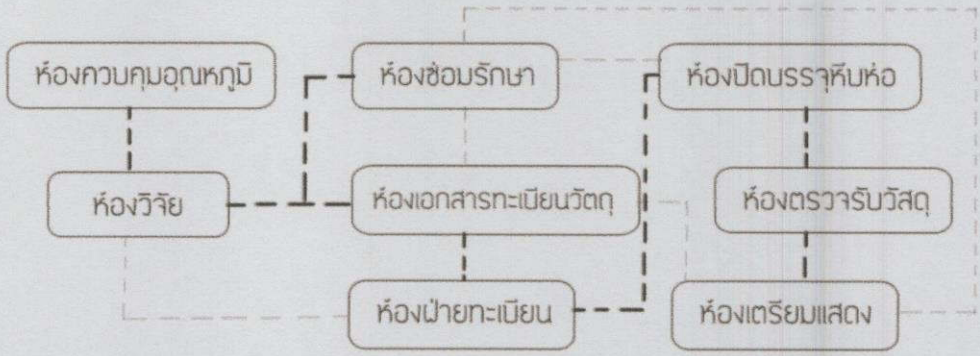 ห้องควบคุมอุณหภูมิ
ห้องซ่อมรักษา
ห้องปิดบรรจุหีบห่อ
ห้องวิจัย
ห้องเอกสารทะเบียนวัตถุ
ห้องตรวจรับวัสดุ
ห้องฝ่ายทะเบียน
ห้องเตรียมแสดง